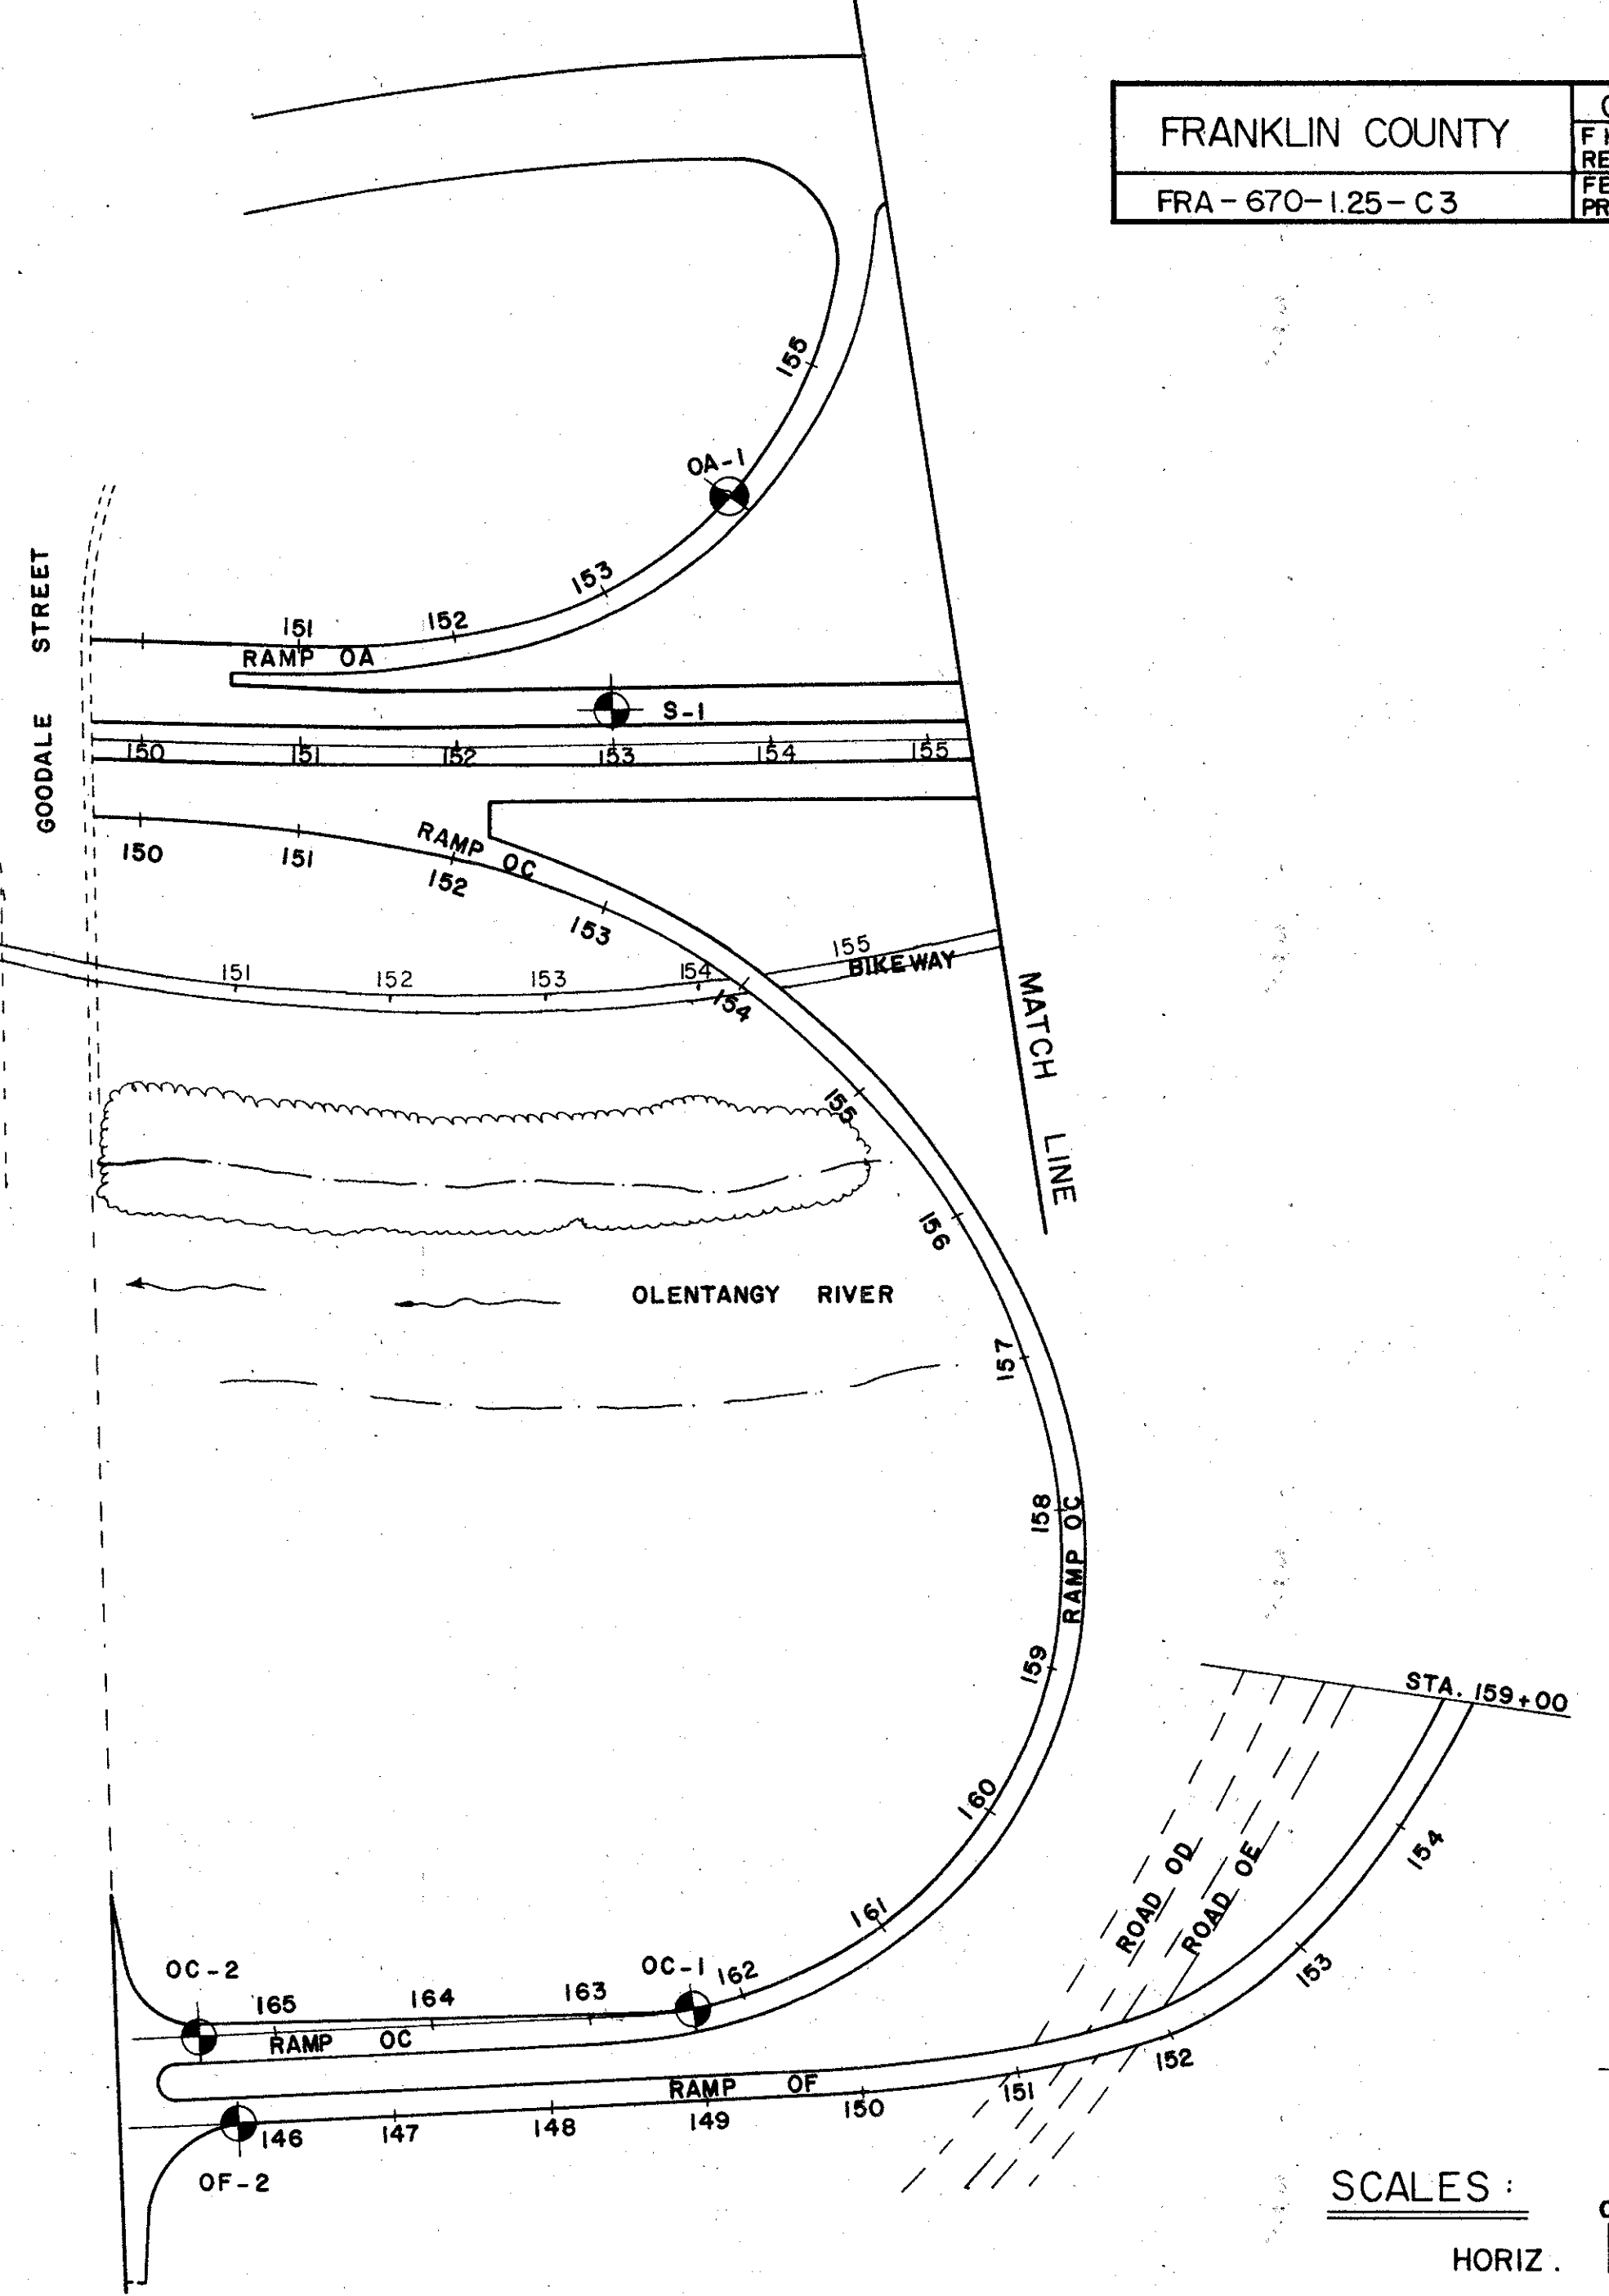 FRANKLIN COUNTY
FRA-670-1.25-C3
155
OA-1
153
152
151
RAMP OA
GOODALE STREET
S-1
150 151 152 153 154 155
RAMP OC
150 151 152 153 154
155
BIKEWAY
151 152 153 154
MATCH LINE
155
156
OLENTANGY RIVER
157
158
RAMP OC
159
STA. 159+00
160
154
ROAD OD
ROAD OE
161
153
OC-2
OC-1
162
165 164 163
RAMP OC
152
RAMP OF
151
150
149
148
147
146
OF-2
SCALES:
HORIZ.